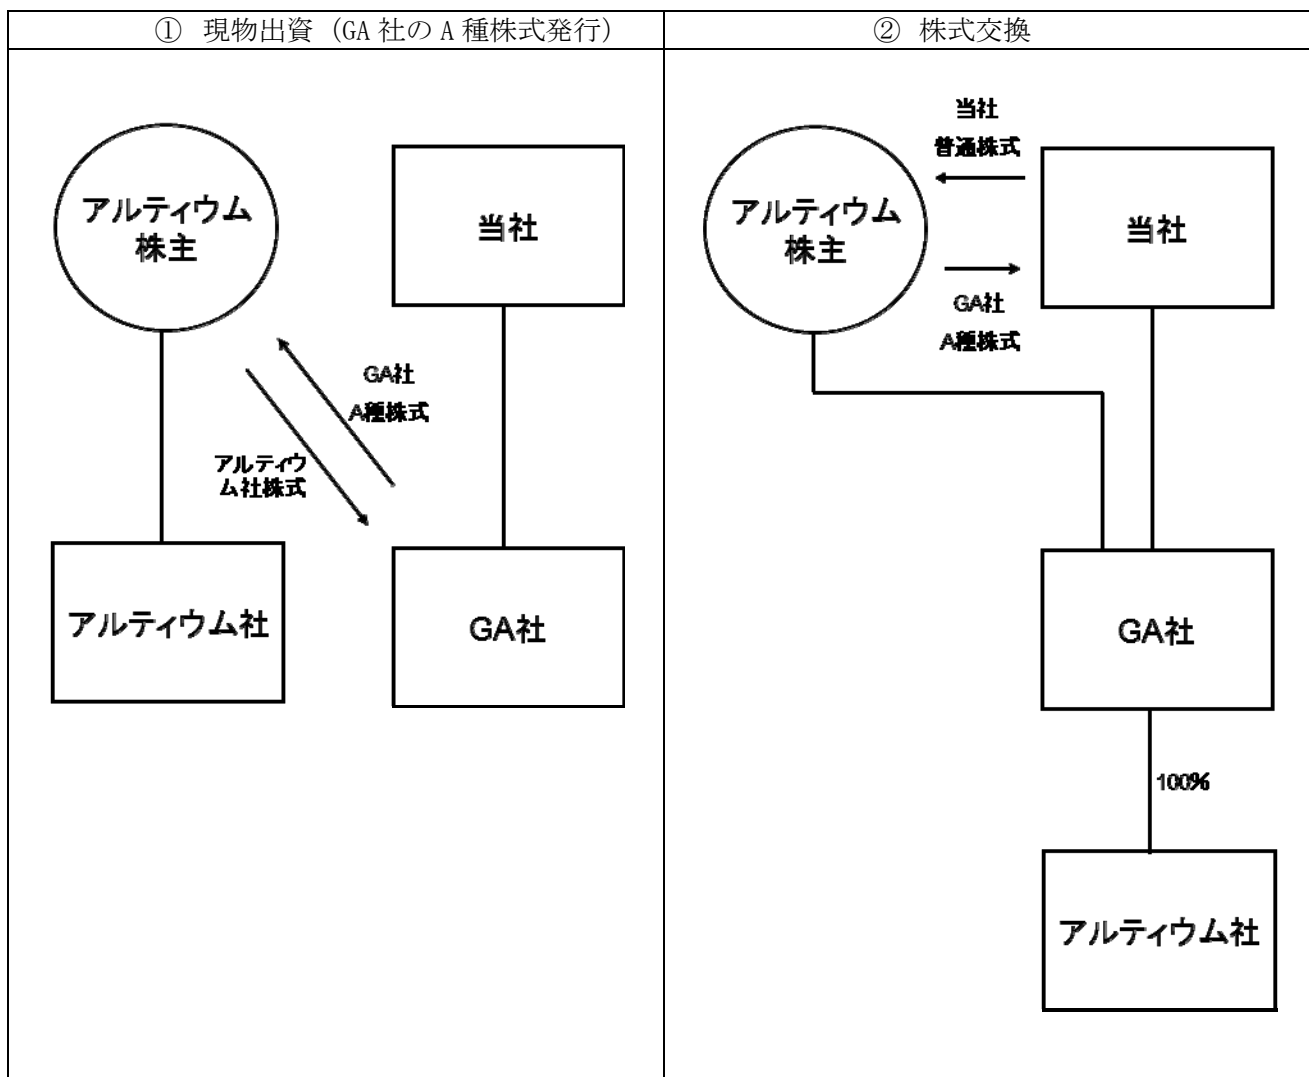 ① 現物出資（GA 社の A 種株式発行）
アルティウム
株主
当社
GA社
A種株式
アルティウ
ム社株式
アルティウム社
GA社
② 株式交換
当社
普通株式
アルティウム
株主
当社
GA社
A種株式
GA社
100%
アルティウム社